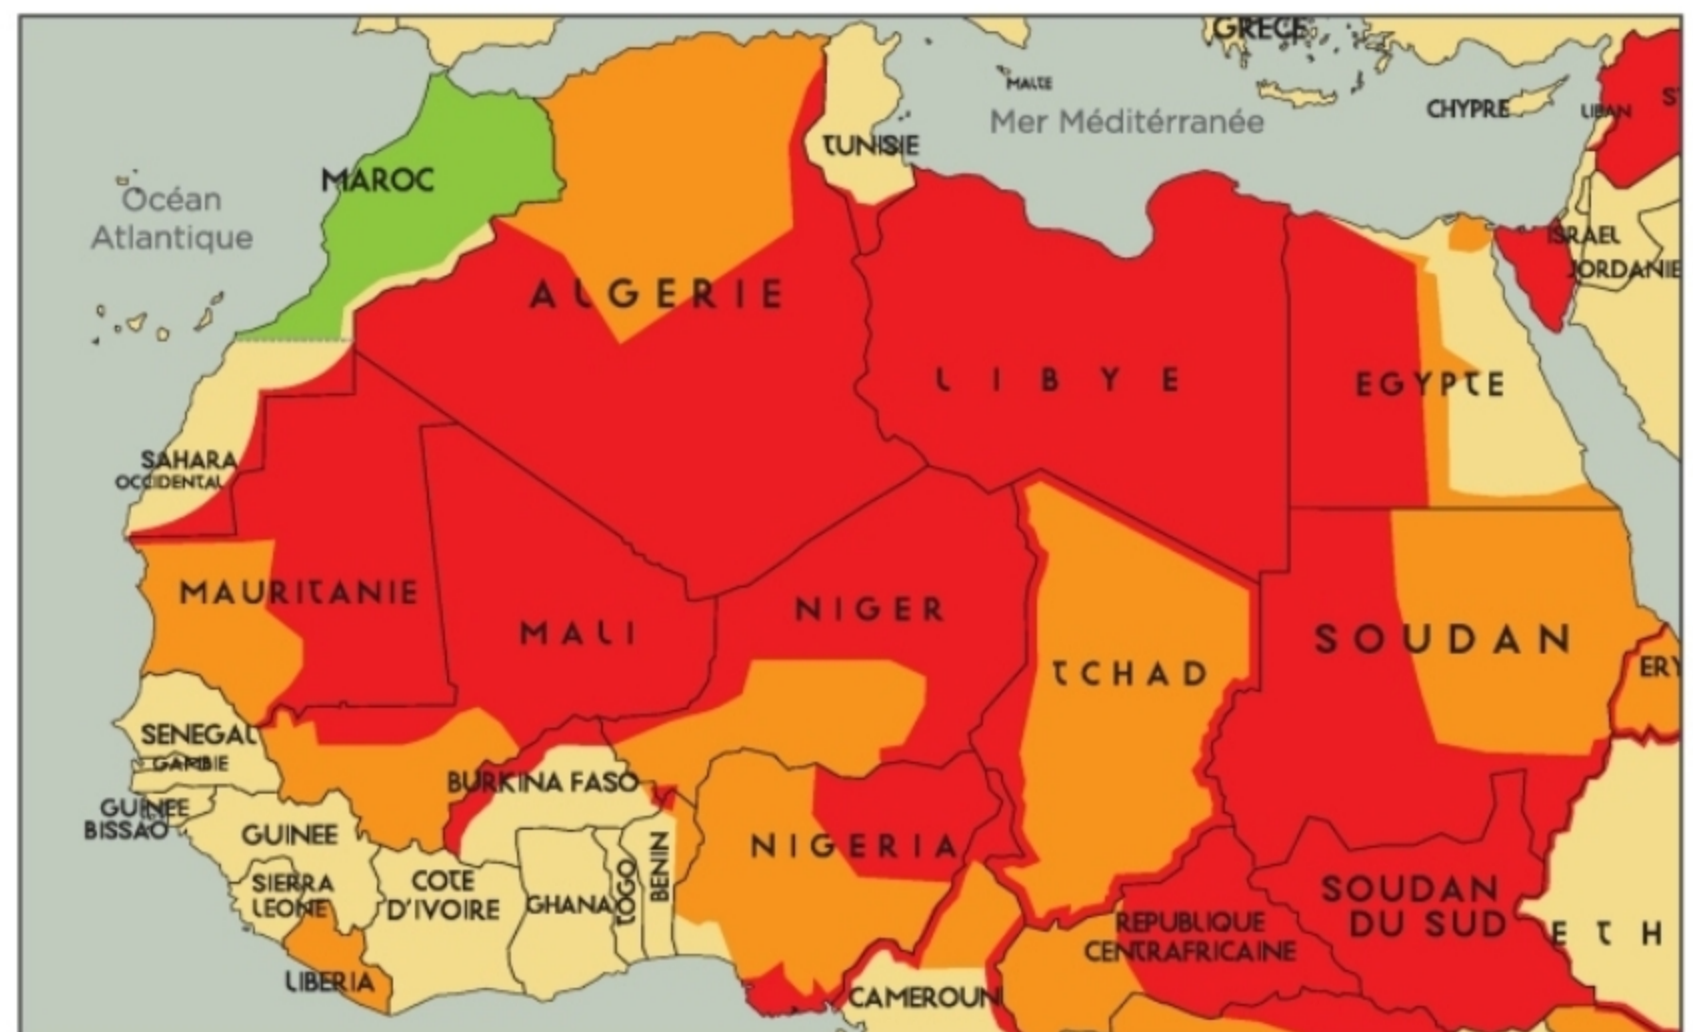 GRECE
MALTE
Mer Méditérranée
CHYPRE
LIBAN
TUNISIE
MAROC
Océan
Atlantique
ISRAEL
JORDANIE
ALGERIE
LIBYE
EGYPTE
SAHARA
OCCIDENTAL
MAURITANIE
MALI
NIGER
TCHAD
SOUDAN
ERY
SENEGAL
GAMBIE
GUINEE
BISSAO
GUINEE
BURKINA FASO
NIGERIA
SIERRA
LEONE
COTE
D'IVOIRE
GHANA
TOGO
BENIN
LIBERIA
CAMEROUN
REPUBLIQUE
CENTRAFRICAINE
SOUDAN
DU SUD
ETH